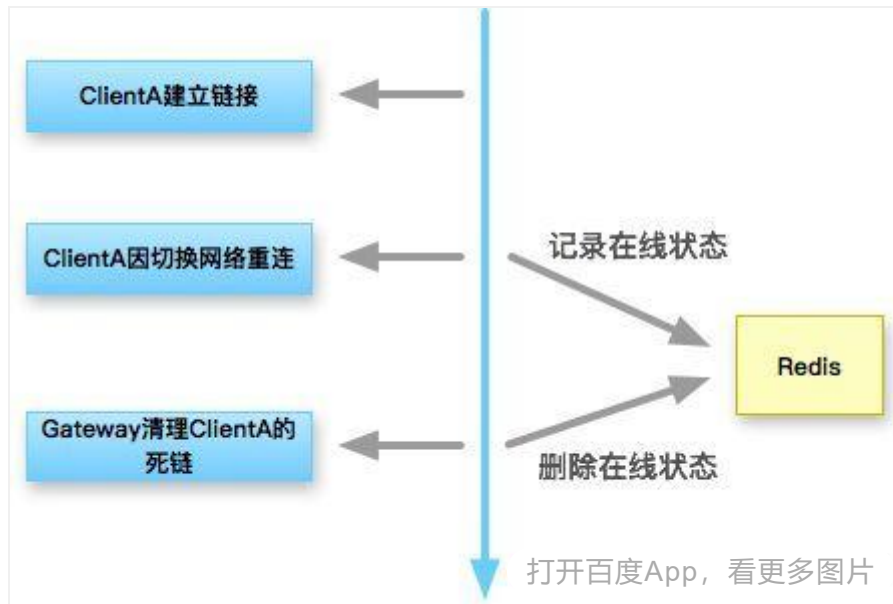 ClientA建立链接
ClientA因切换网络重连
记录在线状态
Redis
Gateway清理ClientA的
死链
删除在线状态
打开百度App，看更多图片